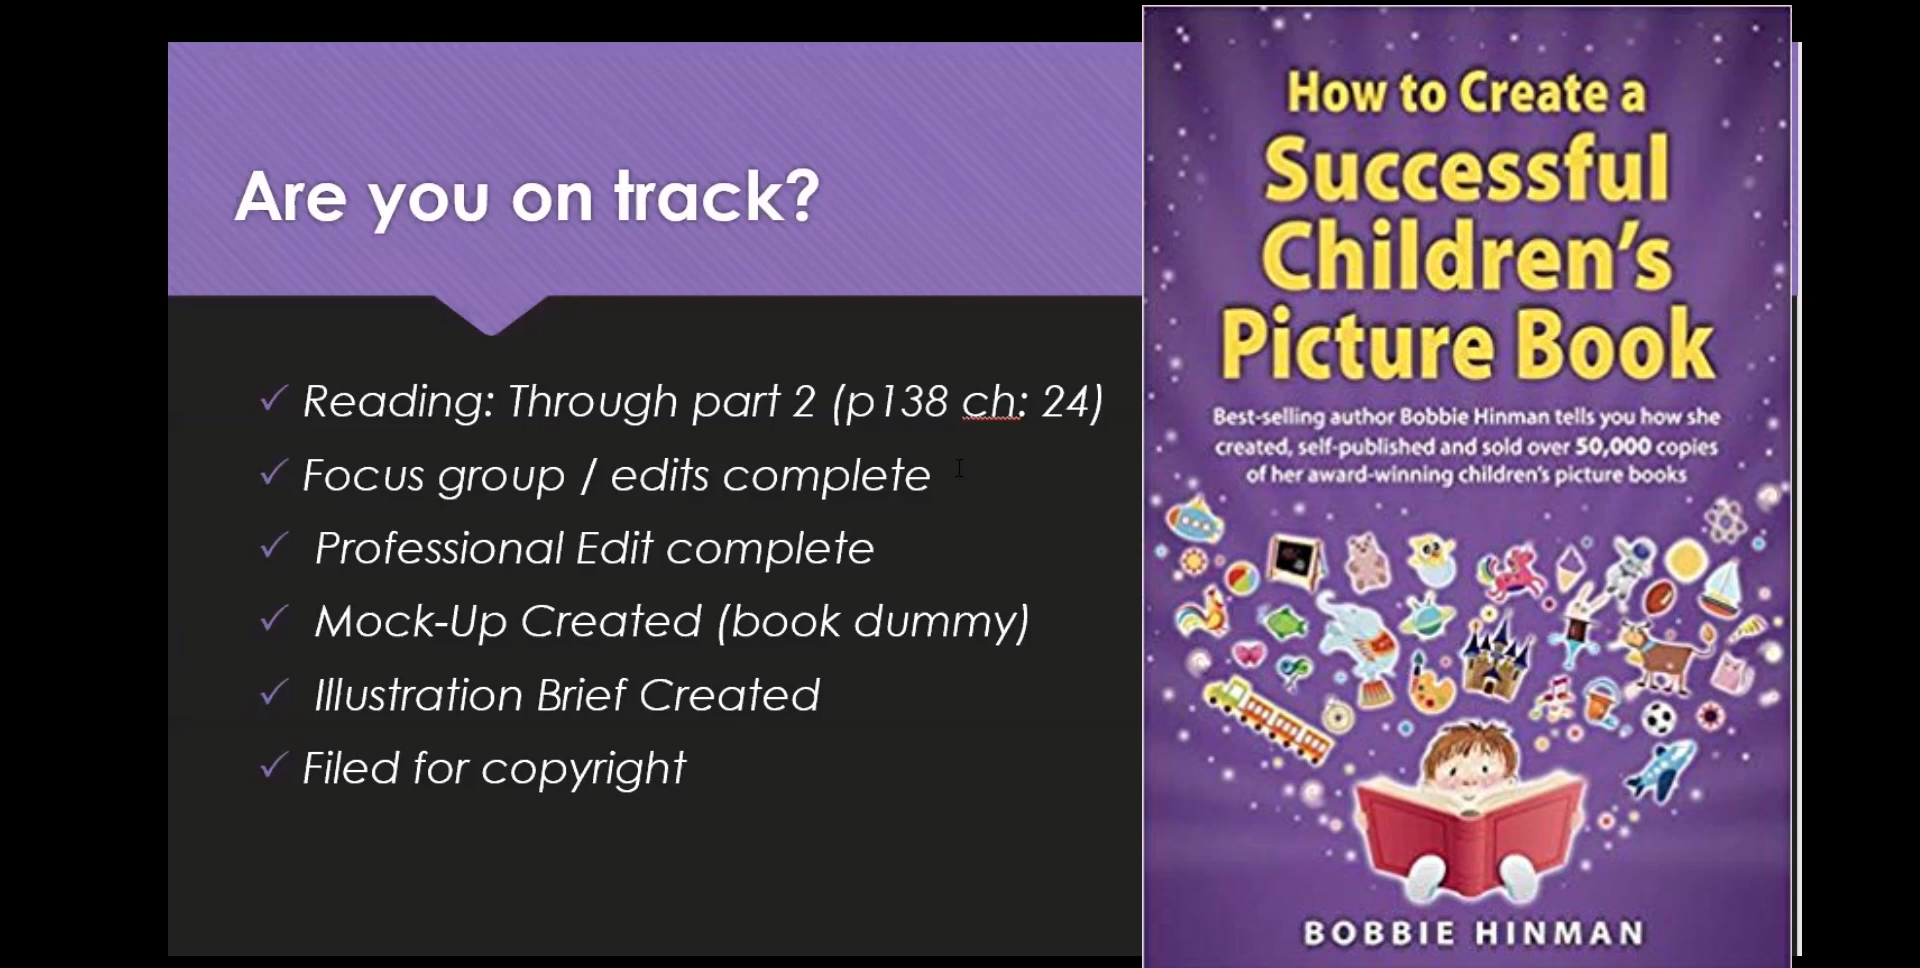 Are you on track?
Reading: Through part 2 (p138 ch: 24)
Focus group / edits complete
Professional Edit complete
Mock-Up Created (book dummy)
Illustration Brief Created
Filed for copyright
How to Create a
Successful
Children's
Picture Book
Best-selling author Bobbie Hinman tells you how she
created, self-published and sold over 50,000 copies
of her award-winning children's picture books
BOBBIE HINMAN